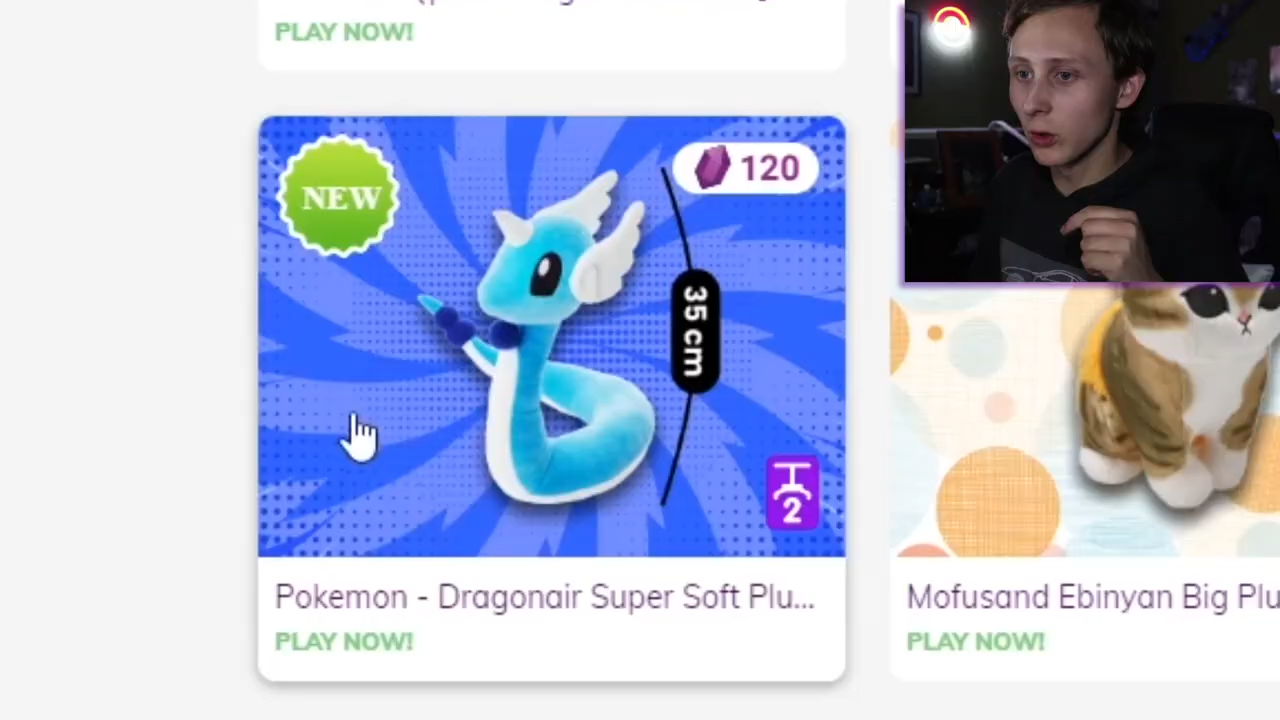 PLAY NOW!
NEW
120
35 cm
2
Pokemon - Dragonair Super Soft Plu...
PLAY NOW!
Mofusand Ebinyan Big Plu
PLAY NOW!